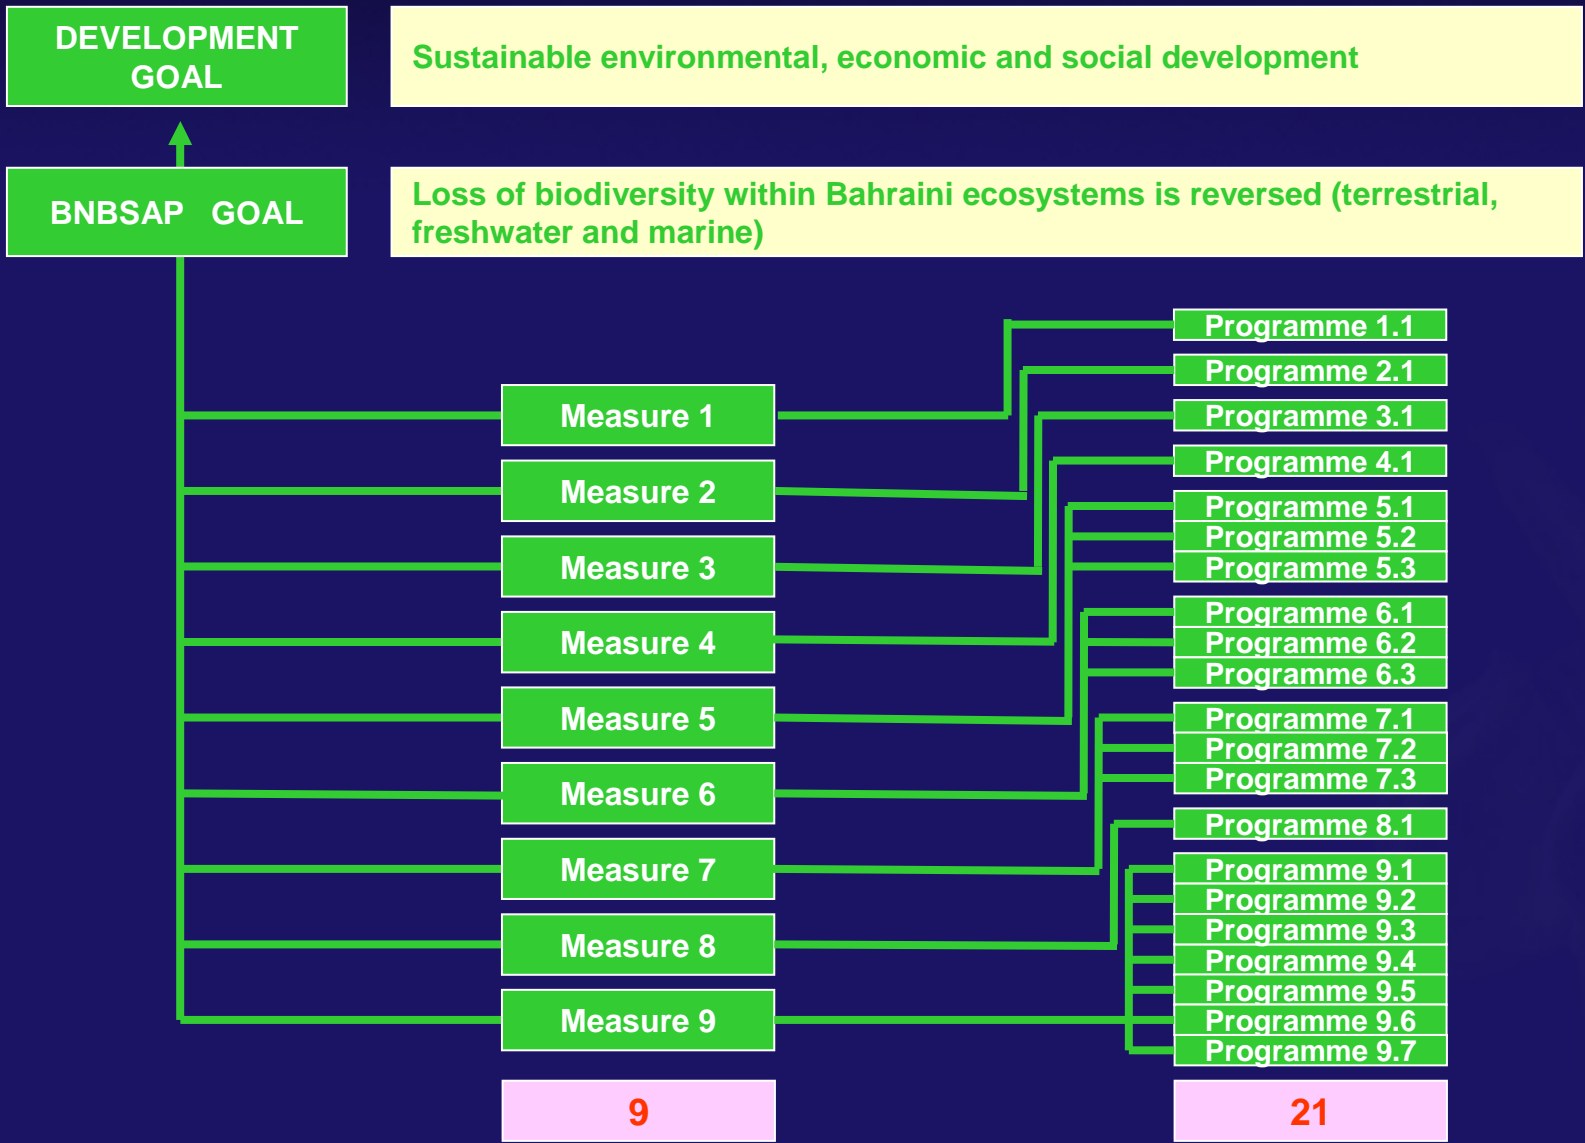 DEVELOPMENT
GOAL
Sustainable environmental, economic and social development
BNBSAP GOAL
Loss of biodiversity within Bahraini ecosystems is reversed (terrestrial,
freshwater and marine)
Measure 1
Measure 2
Measure 3
Measure 4
Measure 5
Measure 6
Measure 7
Measure 8
Measure 9
9
Programme 1.1
Programme 2.1
Programme 3.1
Programme 4.1
Programme 5.1
Programme 5.2
Programme 5.3
Programme 6.1
Programme 6.2
Programme 6.3
Programme 7.1
Programme 7.2
Programme 7.3
Programme 8.1
Programme 9.1
Programme 9.2
Programme 9.3
Programme 9.4
Programme 9.5
Programme 9.6
Programme 9.7
21